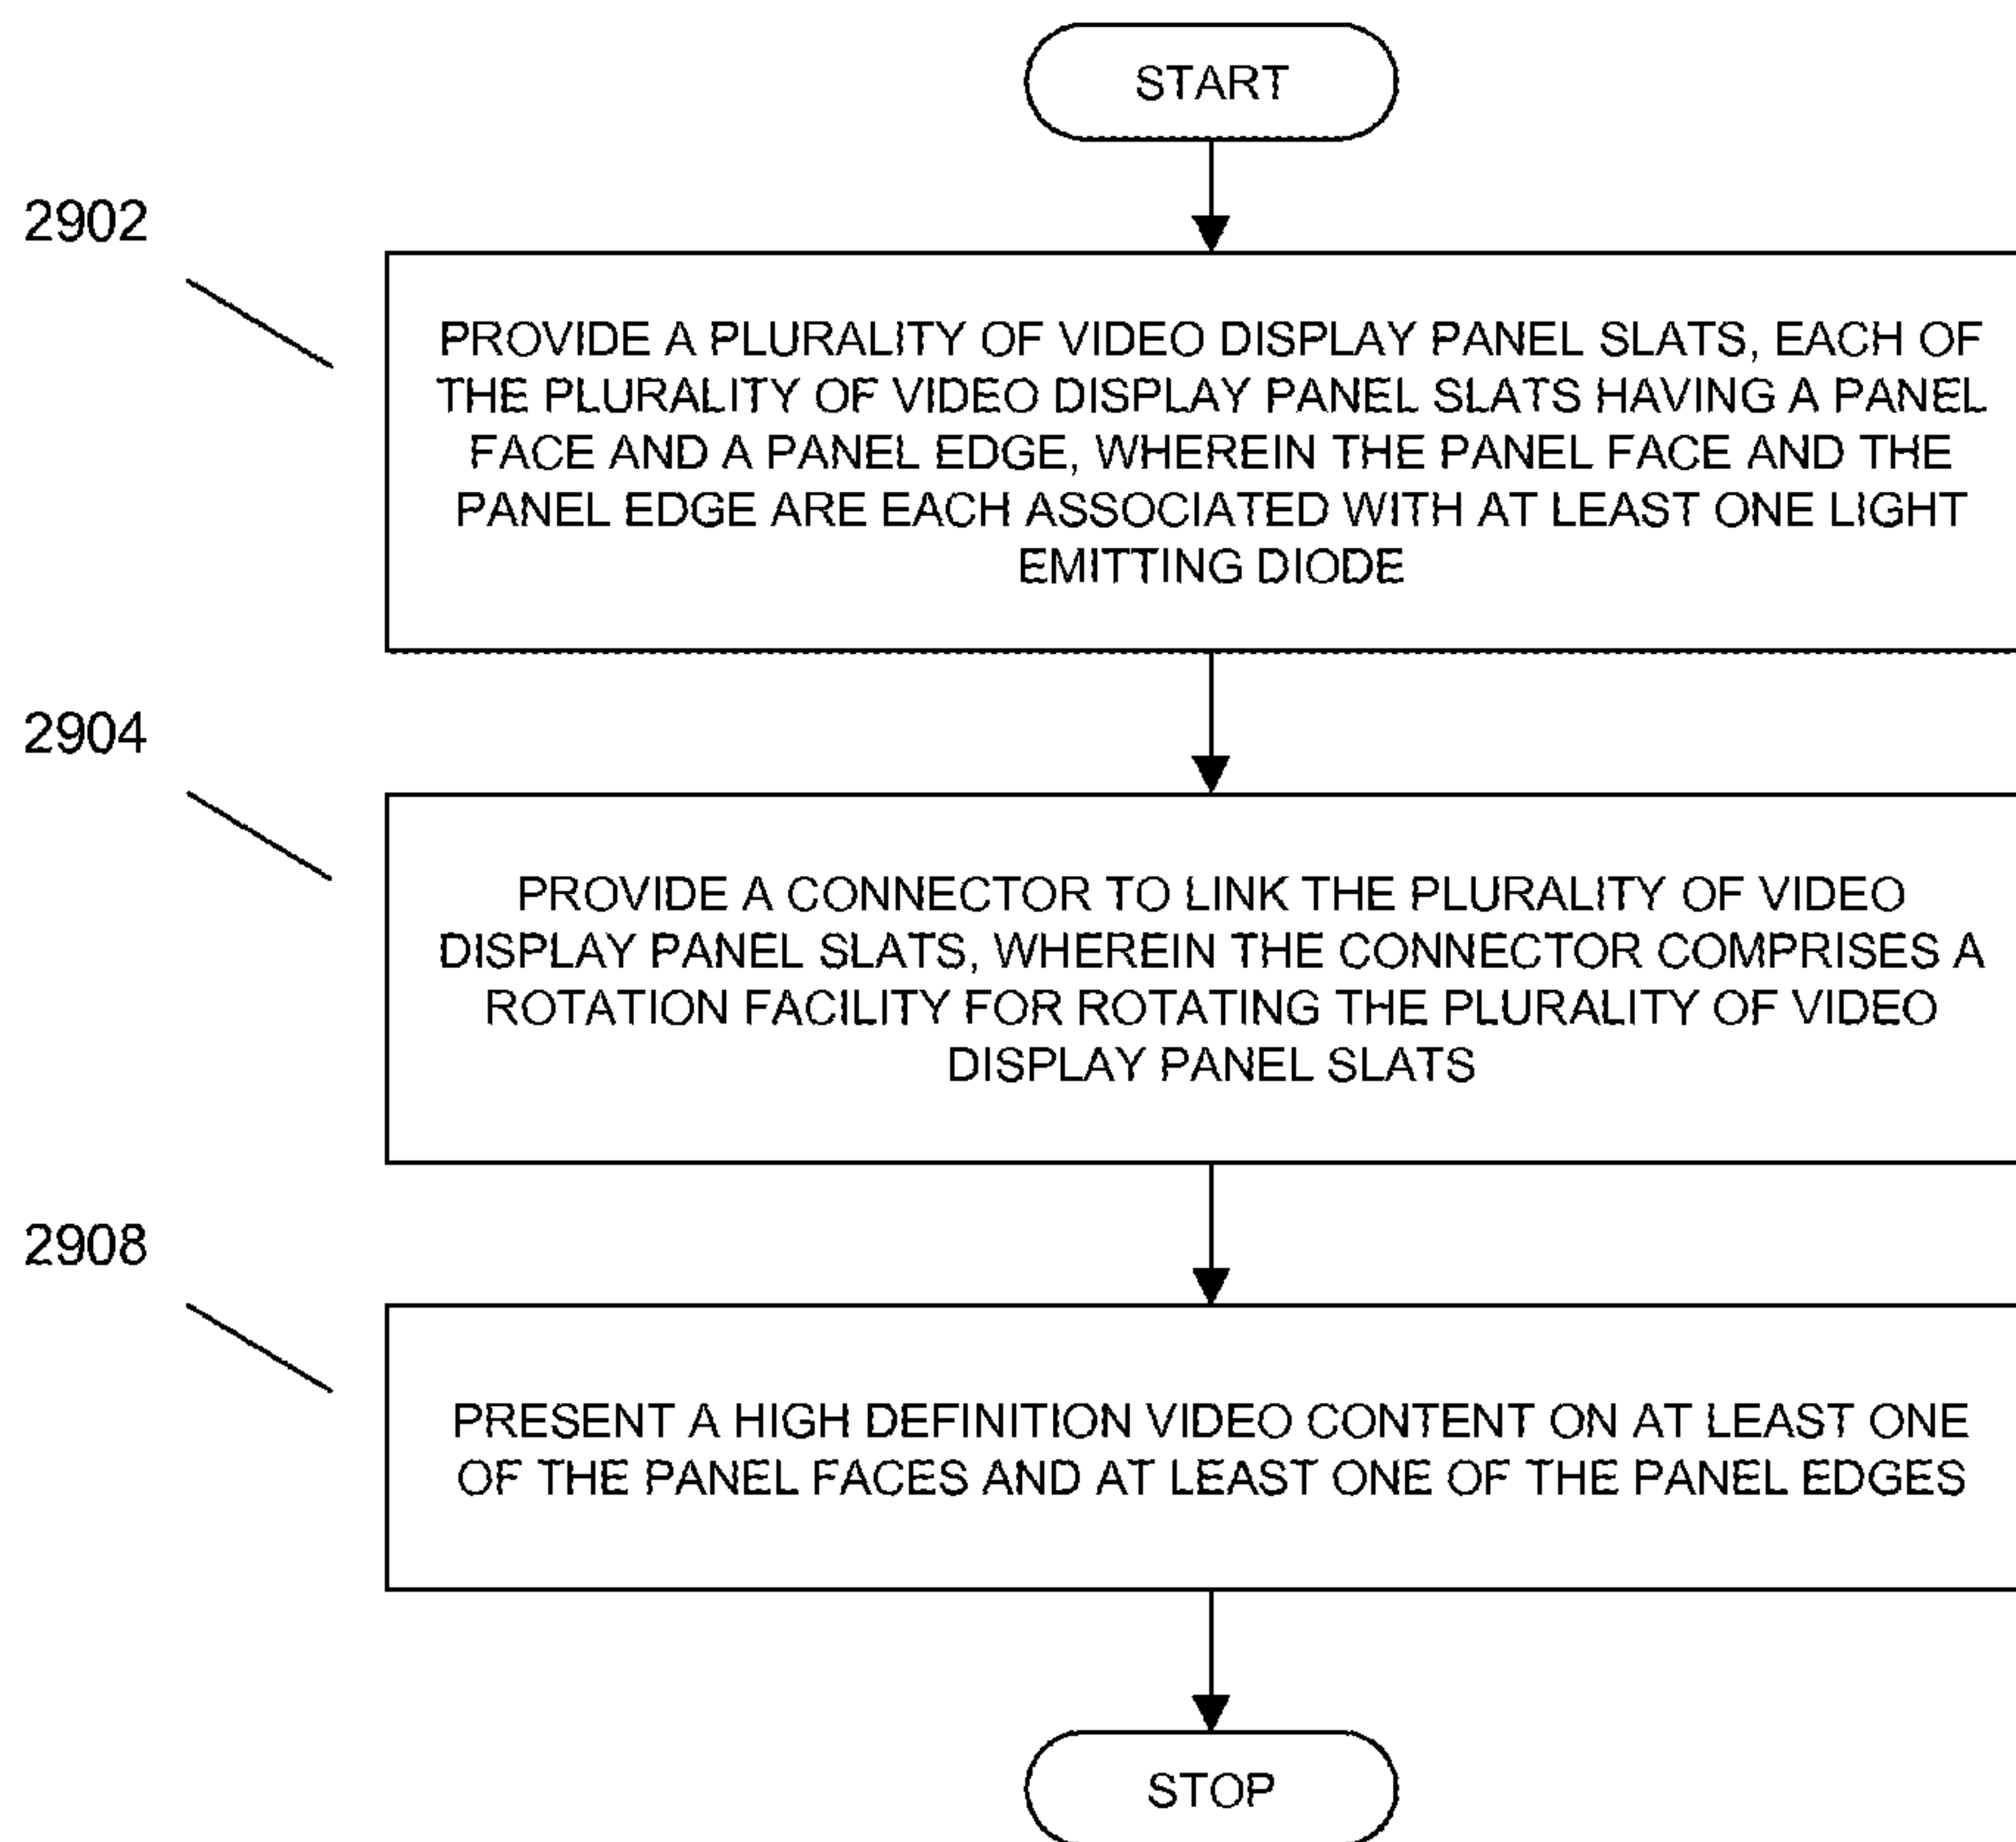 START
2902
PROVIDE A PLURALITY OF VIDEO DISPLAY PANEL SLATS, EACH OF
THE PLURALITY OF VIDEO DISPLAY PANEL SLATS HAVING A PANEL
FACE AND A PANEL EDGE, WHEREIN THE PANEL FACE AND THE
PANEL EDGE ARE EACH ASSOCIATED WITH AT LEAST ONE LIGHT
EMITTING DIODE
2904
PROVIDE A CONNECTOR TO LINK THE PLURALITY OF VIDEO
DISPLAY PANEL SLATS, WHEREIN THE CONNECTOR COMPRISES A
ROTATION FACILITY FOR ROTATING THE PLURALITY OF VIDEO
DISPLAY PANEL SLATS
2908
PRESENT A HIGH DEFINITION VIDEO CONTENT ON AT LEAST ONE
OF THE PANEL FACES AND AT LEAST ONE OF THE PANEL EDGES
STOP